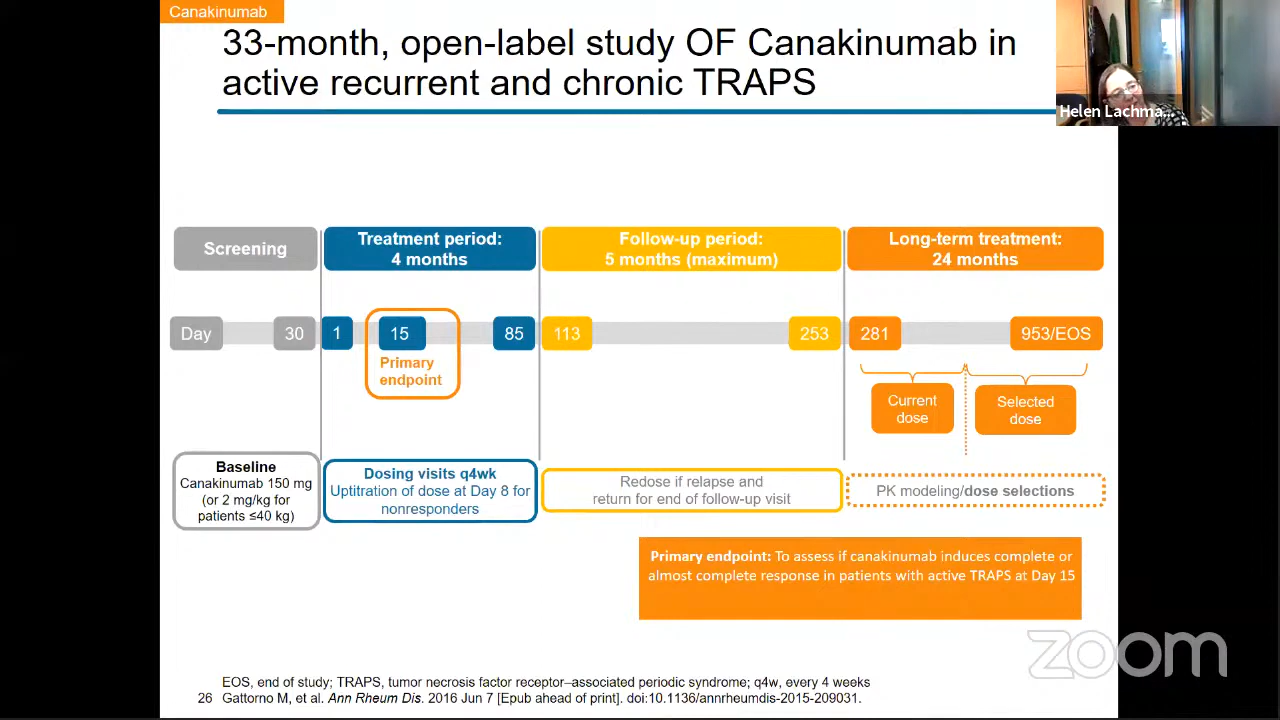 Canakinumab
33-month, open-label study OF Canakinumab in
active recurrent and chronic TRAPS
Helen Lachma...
Screening
Treatment period:
4 months
Follow-up period:
5 months (maximum)
Long-term treatment:
24 months
Day
30
1
15
85
113
253
281
953/EOS
Primary
endpoint
Current
dose
Selected
dose
Baseline
Canakinumab 150 mg
(or 2 mg/kg for
patients ≤40 kg)
Dosing visits q4wk
Uptitration of dose at Day 8 for
nonresponders
Redose if relapse and
return for end of follow-up visit
PK modeling/dose selections
Primary endpoint: To assess if canakinumab induces complete or
almost complete response in patients with active TRAPS at Day 15
zoom
EOS, end of study; TRAPS, tumor necrosis factor receptor–associated periodic syndrome; q4w, every 4 weeks
26 Gattorno M, et al. Ann Rheum Dis. 2016 Jun 7 [Epub ahead of print]. doi:10.1136/annrheumdis-2015-209031.